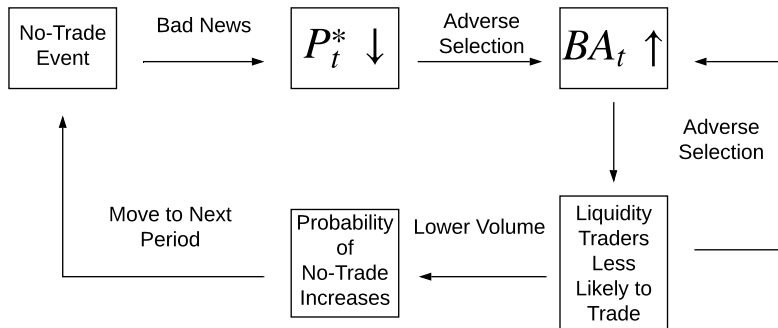 No-Trade
Event
Bad News
P*t ↓
Adverse
Selection
BAt ↑
Adverse
Selection
Move to Next
Period
Probability
of
No-Trade
Increases
Lower Volume
Liquidity
Traders
Less
Likely to
Trade